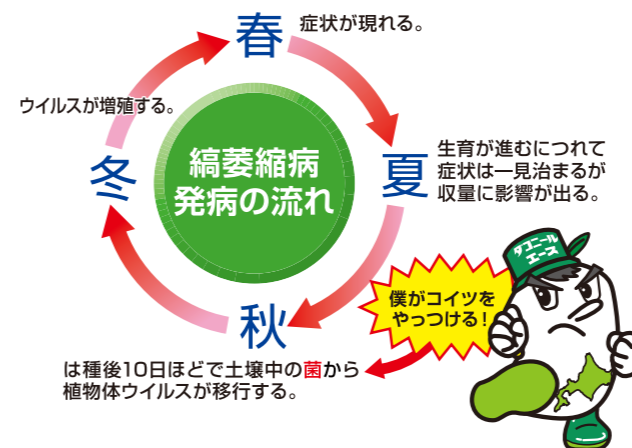 春
症状が現れる。
ウイルスが増殖する。
縞萎縮病
発病の流れ
冬
夏
生育が進むにつれて
症状は一見治まるが
収量に影響が出る。
タコニール
エース
僕がコイツを
やっつける！
秋
は種後10日ほどで土壌中の菌から
植物体ウイルスが移行する。